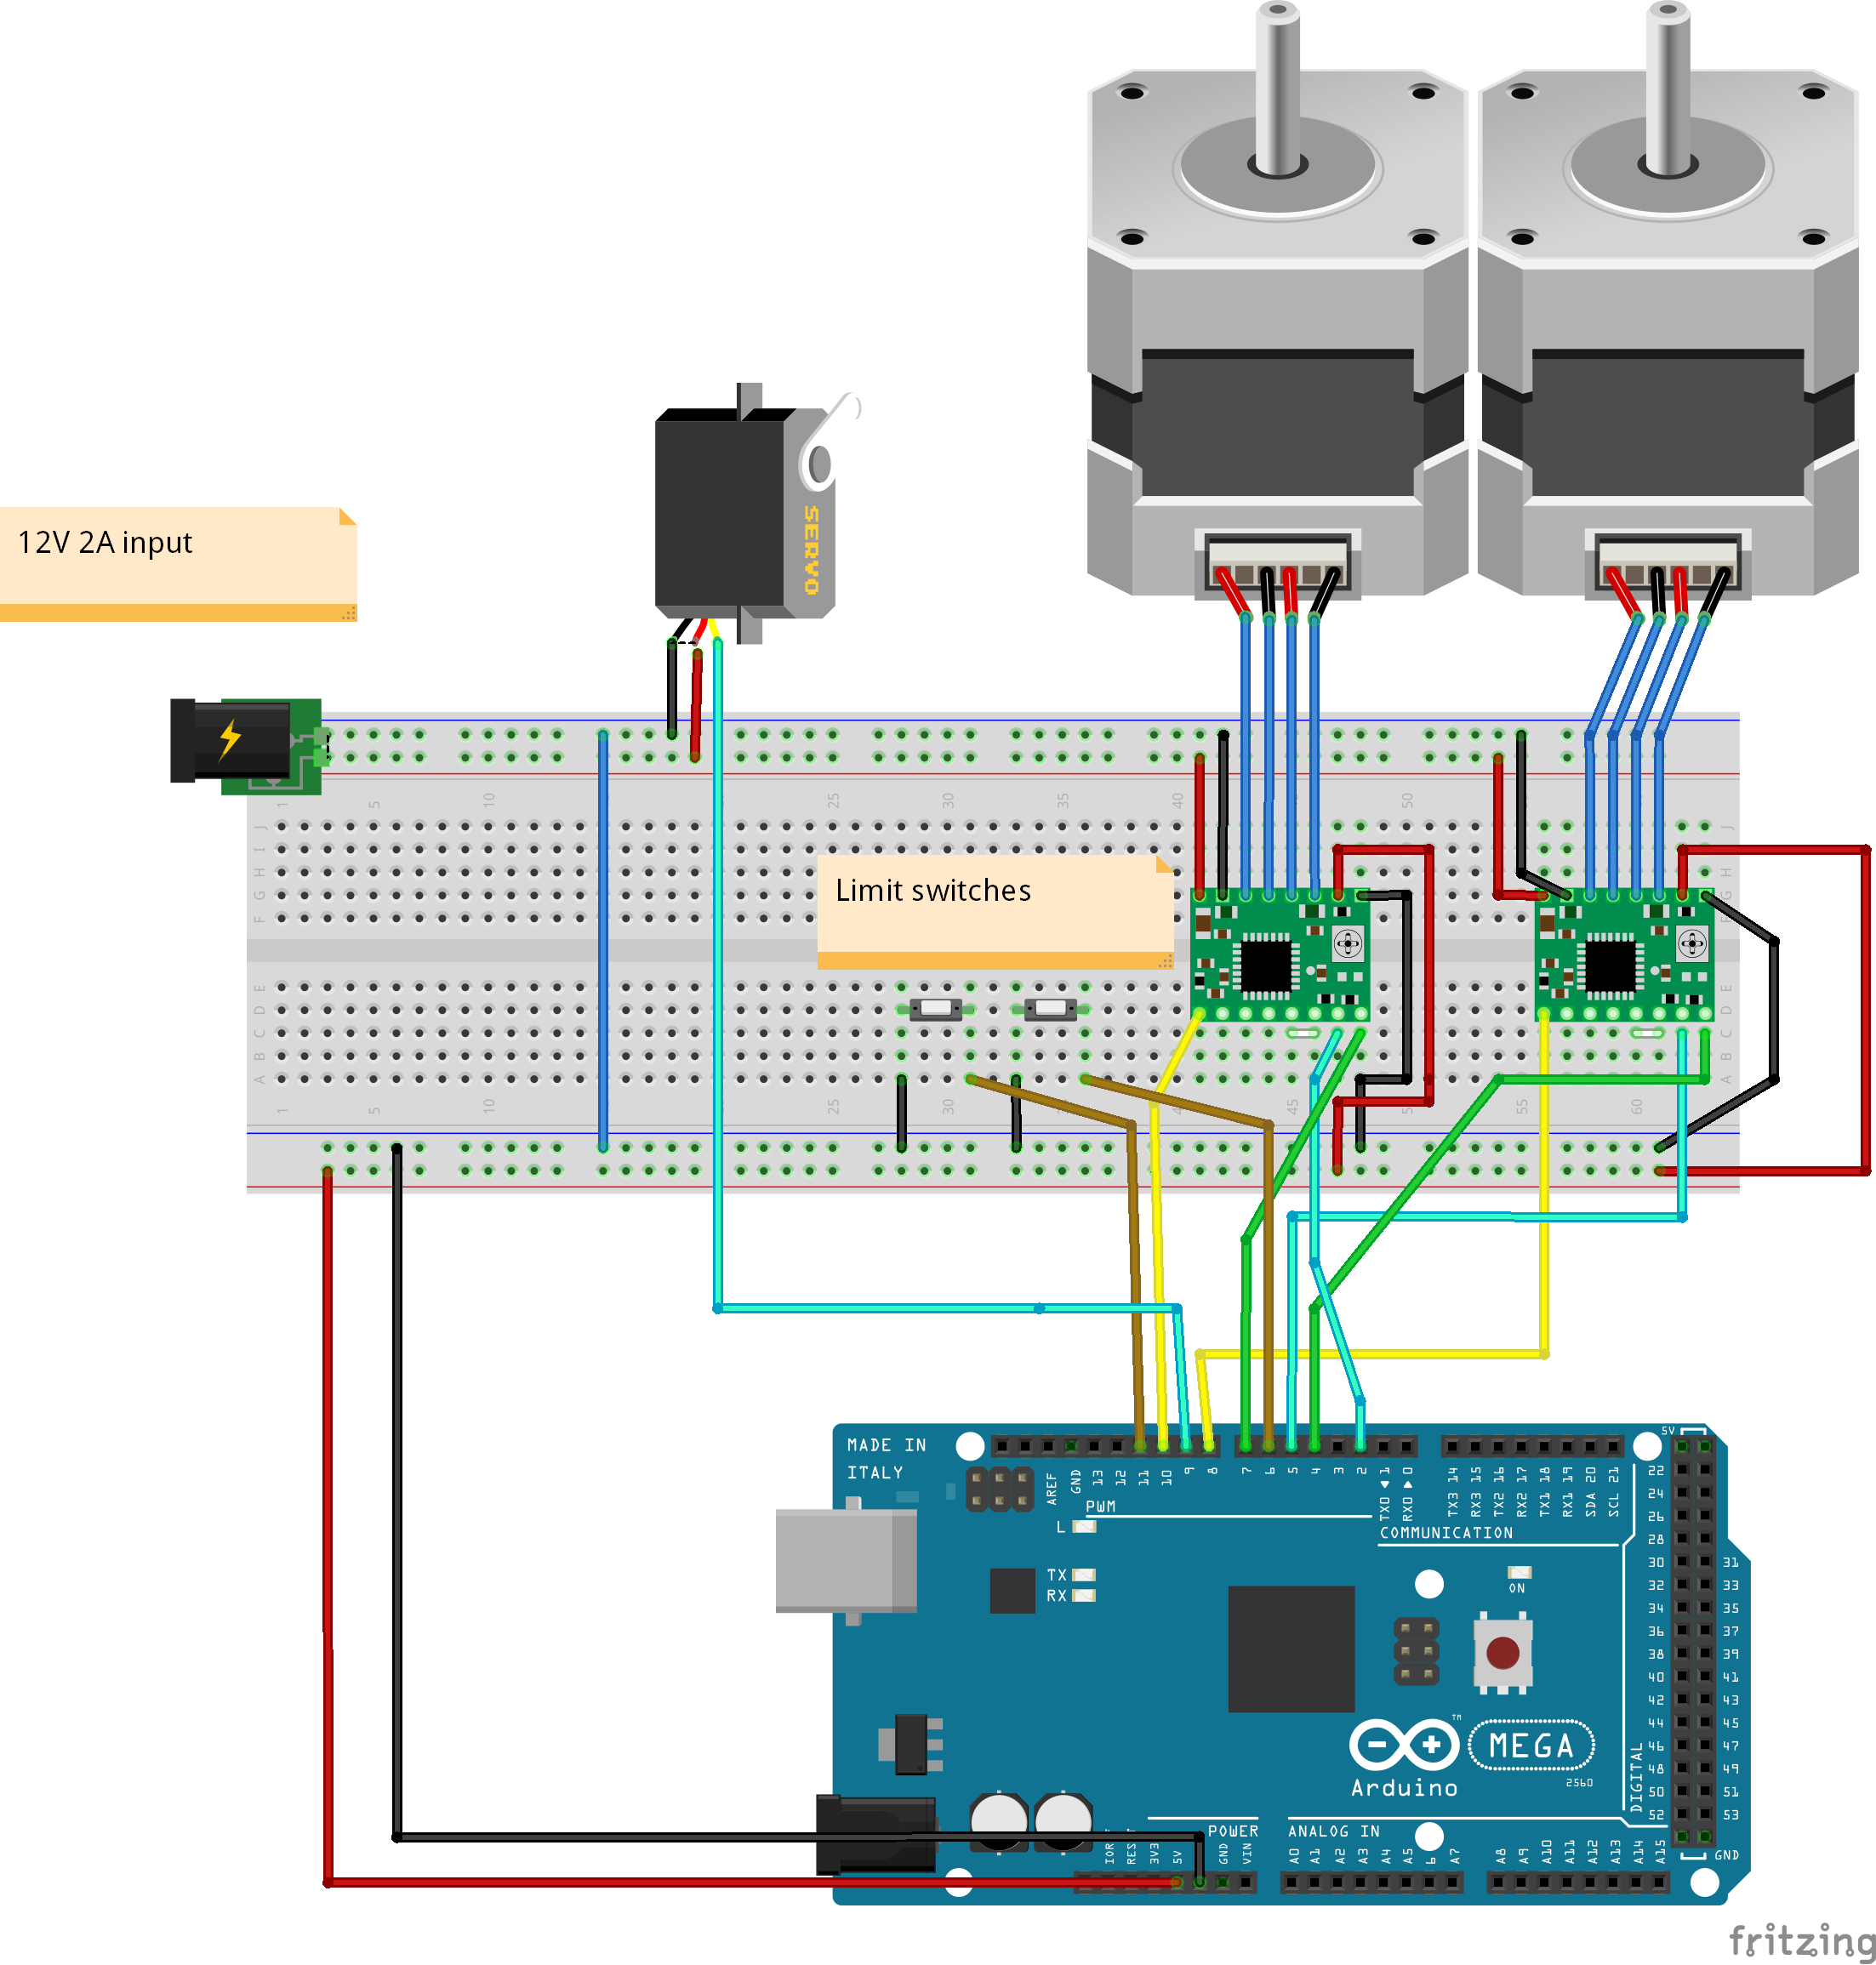 12V 2A input
SERVO
1 5 10 25 30 35 40 50
J
I
H
G
F
Limit switches
E
D
C
B
A
1 5 10 25 30 45 55 60
J
H
G
E
D
C
B
A
MADE IN
ITALY
AREF GND 13 12 11 10 9 8 7 6 5 4 3 2 TX0 1 RX0 0
TX3 14 RX3 15 TX2 16 RX2 17 TX1 18 RX1 19 SDA 20 SCL 21
PWM
COMMUNICATION
L
TX
RX
ON
5V
22
24
26
28
30 31
32 33
34 35
36 37
38 39
40 41
42 43
44 45
46 47
48 49
50 51
52 53
GND
DIGITAL
TM
Arduino
MEGA
2560
POWER
ANALOG IN
RESET 3V3 5V GND VIN
A0 A1 A2 A3 A4 A5 6 A7 A8 A9 A10 A11 A12 A13 A14 A15
fritzing